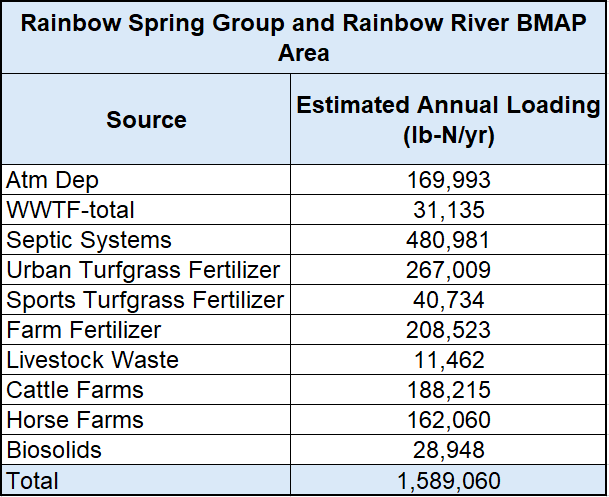 Rainbow Spring Group and Rainbow River BMAP
Area
Source
Estimated Annual Loading
(lb-N/yr)
Atm Dep 169,993
WWTF-total 31,135
Septic Systems 480,981
Urban Turfgrass Fertilizer 267,009
Sports Turfgrass Fertilizer 40,734
Farm Fertilizer 208,523
Livestock Waste 11,462
Cattle Farms 188,215
Horse Farms 162,060
Biosolids 28,948
Total 1,589,060